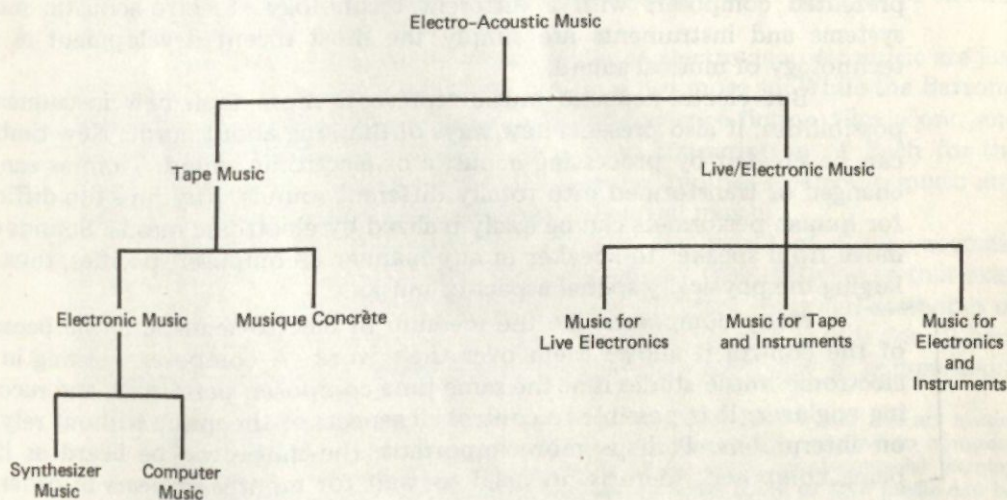 Electro-Acoustic Music
Tape Music
Live/Electronic Music
Electronic Music
Musique Concrète
Music for
Live Electronics
Music for Tape
and Instruments
Music for
Electronics
and
Instruments
Synthesizer
Music
Computer
Music